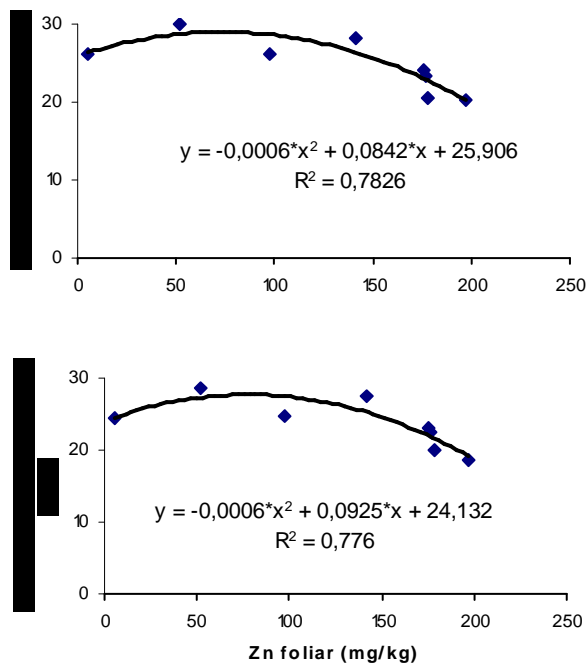 30
20
10
0
y = -0,0006*x² + 0,0842*x + 25,906
R² = 0,7826
0 50 100 150 200 250
30
20
10
0
y = -0,0006*x² + 0,0925*x + 24,132
R² = 0,776
0 50 100 150 200 250
Zn foliar (mg/kg)